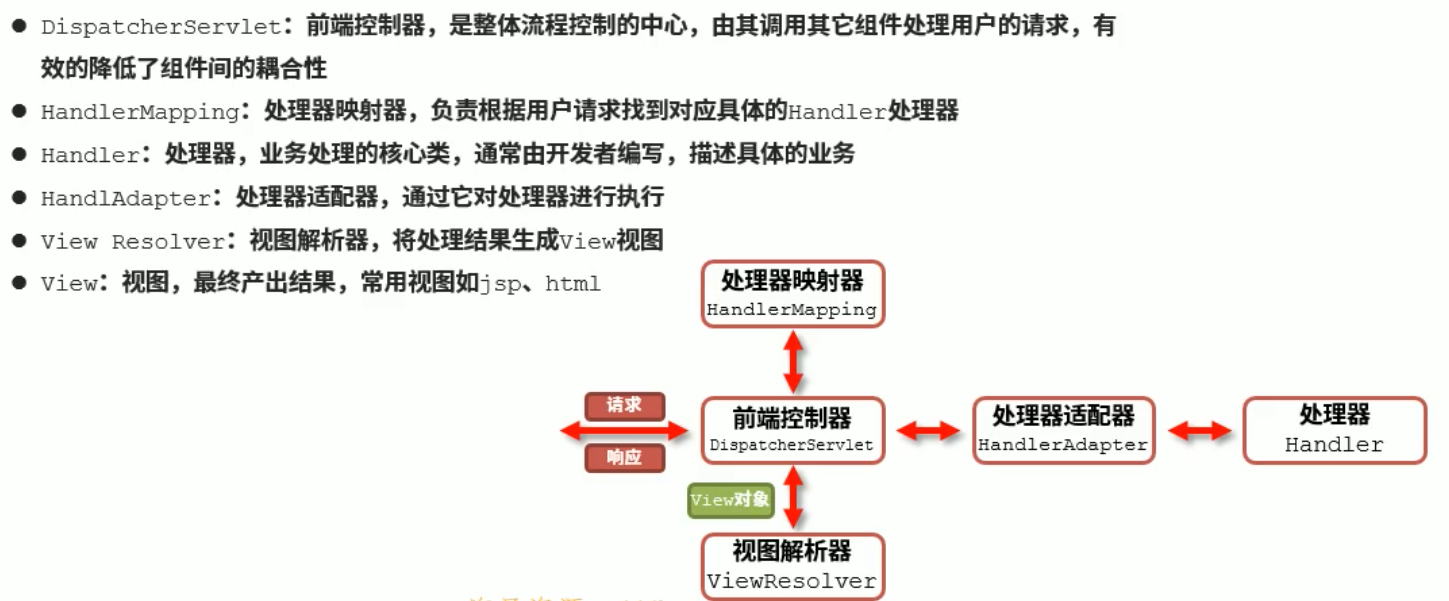 ● DispatcherServlet：前端控制器，是整体流程控制的中心，由其调用其它组件处理用户的请求，有
效的降低了组件间的耦合性
● HandlerMapping：处理器映射器，负责根据用户请求找到对应具体的Handler处理器
● Handler：处理器，业务处理的核心类，通常由开发者编写，描述具体的业务
● HandlAdapter：处理器适配器，通过它对处理器进行执行
● View Resolver：视图解析器，将处理结果生成View视图
● View：视图，最终产出结果，常用视图如jsp、html
处理器映射器
HandlerMapping
请求
响应
前端控制器
DispatcherServlet
处理器适配器
HandlerAdapter
处理器
Handler
View对象
视图解析器
ViewResolver